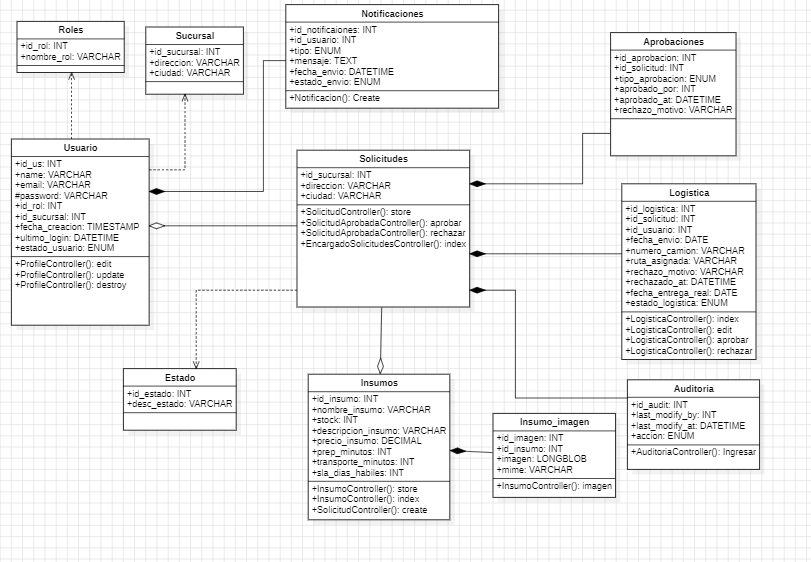 Roles
+id_rol: INT
+nombre_rol: VARCHAR
Sucursal
+id_sucursal: INT
+direccion: VARCHAR
+ciudad: VARCHAR
Notificaciones
+id_notificaiones: INT
+id_usuario: INT
+tipo: ENUM
+mensaje: TEXT
+fecha_envio: DATETIME
+estado_envio: ENUM
+Notificacion(): Create
Aprobaciones
+id_aprobacion: INT
+id_solicitud: INT
+tipo_aprobacion: ENUM
+aprobado_por: INT
+aprobado_at: DATETIME
+rechazo_motivo: VARCHAR
Usuario
+id_us: INT
+name: VARCHAR
+email: VARCHAR
#password: VARCHAR
+id_rol: INT
+id_sucursal: INT
+fecha_creacion: TIMESTAMP
+ultimo_login: DATETIME
+estado_usuario: ENUM
+ProfileController(): edit
+ProfileController(): update
+ProfileController(): destroy
Solicitudes
+id_sucursal: INT
+direccion: VARCHAR
+ciudad: VARCHAR
+SolicitudController(): store
+SolicitudAprobadaController: aprobar
+SolicitudAprobadaController: rechazar
+EncargadoSolicitudesController: index
Logistica
+id_logistica: INT
+id_solicitud: INT
+id_usuario: INT
+fecha_envio: DATE
+numero_camion: VARCHAR
+ruta_asignada: VARCHAR
+rechazo_motivo: VARCHAR
+rechazado_at: DATETIME
+fecha_entrega_real: DATE
+estado_logistica: ENUM
+LogisticaController(): index
+LogisticaController(): edit
+LogisticaController(): aprobar
+LogisticaController(): rechazar
Estado
+id_estado: INT
+desc_estado: VARCHAR
Insumos
+id_insumo: INT
+nombre_insumo: VARCHAR
+stock: INT
+descripcion_insumo: VARCHAR
+precio_insumo: DECIMAL
+prep_minutos: INT
+transporte_minutos: INT
+sla_dias_habiles: INT
+InsumoController(): store
+InsumoController(): index
+SolicitudController(): create
Insumo_imagen
+id_imagen: INT
+id_insumo: INT
+imagen: LONGBLOB
+mime: VARCHAR
+InsumoController(): imagen
Auditoria
+id_audit: INT
+last_modify_by: INT
+last_modify_at: DATETIME
+accion: ENUM
+AuditoriaController(): Ingresar